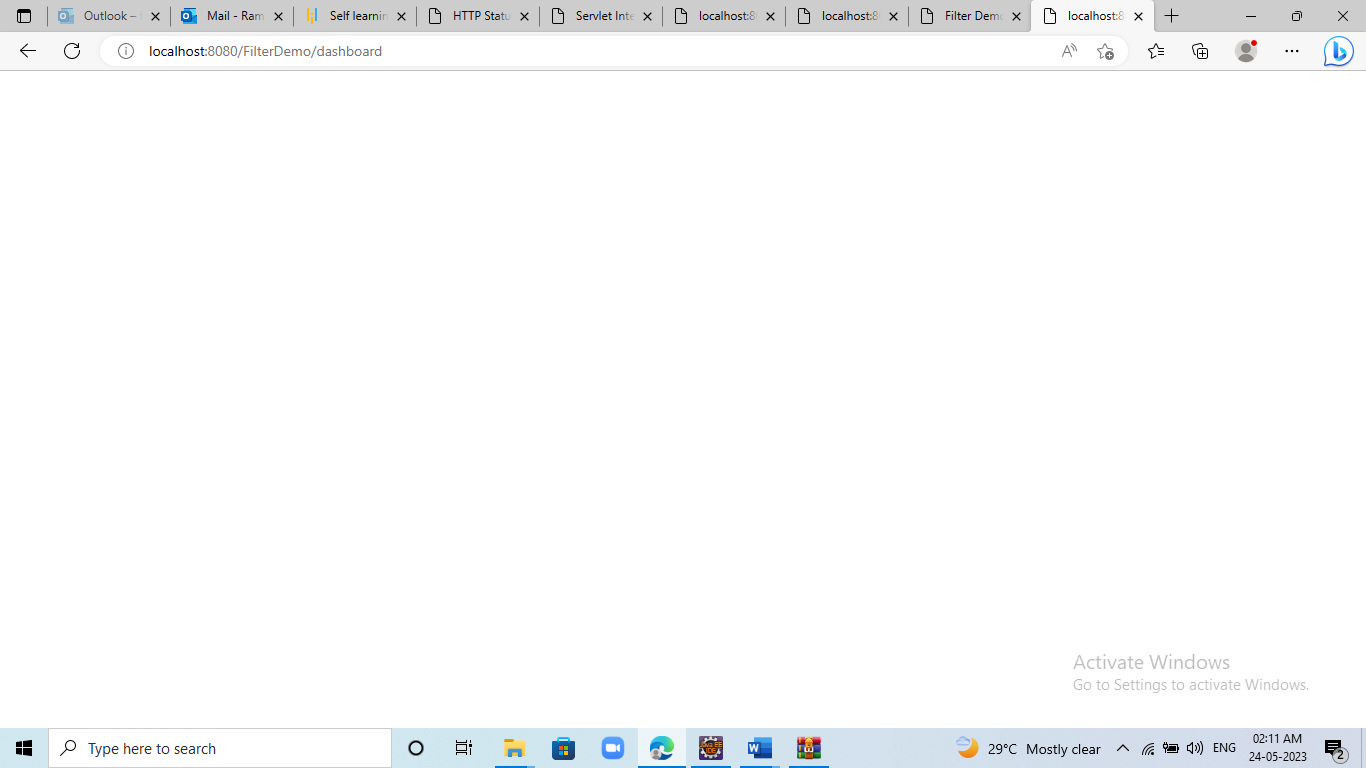 Outlook –
Mail - Ram
Self learnin
HTTP Statu
Servlet Inte
localhost:8
localhost:8
Filter Demo
localhost:8
localhost:8080/FilterDemo/dashboard
Activate Windows
Go to Settings to activate Windows.
Type here to search
29°C Mostly clear
ENG
02:11 AM
24-05-2023
2